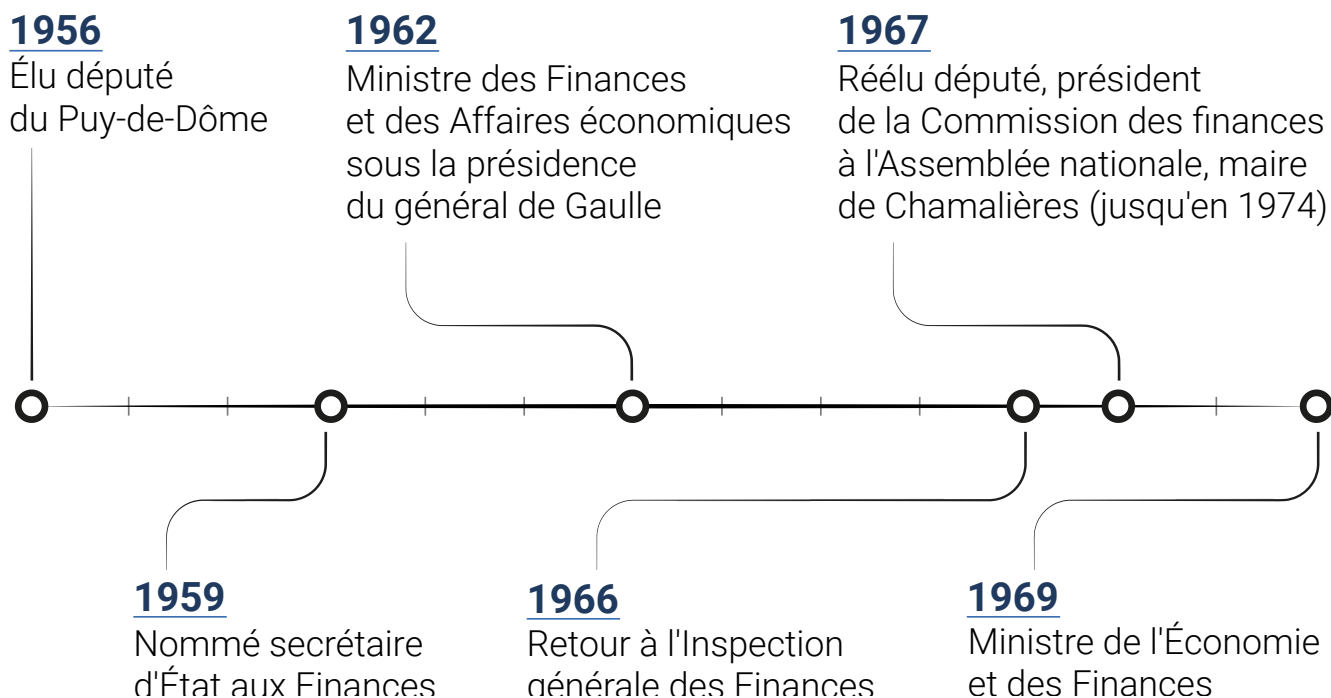 1956
Élu député
du Puy-de-Dôme
1962
Ministre des Finances
et des Affaires économiques
sous la présidence
du général de Gaulle
1967
Réélu député, président
de la Commission des finances
à l'Assemblée nationale, maire
de Chamalières (jusqu'en 1974)
1959
Nommé secrétaire
d'État aux Finances
1966
Retour à l'Inspection
générale des Finances
1969
Ministre de l'Économie
et des Finances